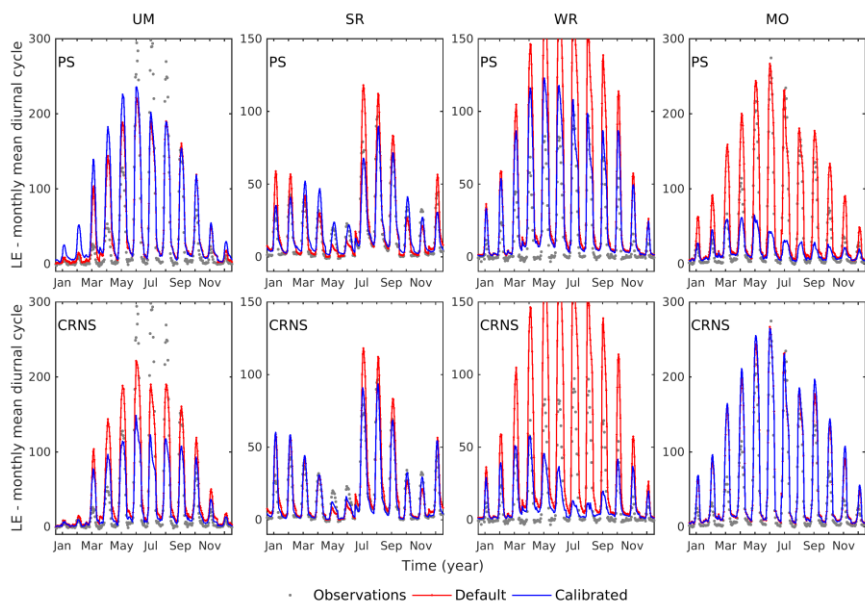 UM SR WR MO
LE - monthly mean diurnal cycle
300 200 100 0
PS
Jan Mar May Jul Sep Nov
150 100 50 0
PS
Jan Mar May Jul Sep Nov
150 100 50 0
PS
Jan Mar May Jul Sep Nov
300 200 100 0
PS
Jan Mar May Jul Sep Nov
LE - monthly mean diurnal cycle
300 200 100 0
CRNS
Jan Mar May Jul Sep Nov
150 100 50 0
CRNS
Jan Mar May Jul Sep Nov
150 100 50 0
CRNS
Jan Mar May Jul Sep Nov
300 200 100 0
CRNS
Jan Mar May Jul Sep Nov
Time (year)
Observations Default Calibrated